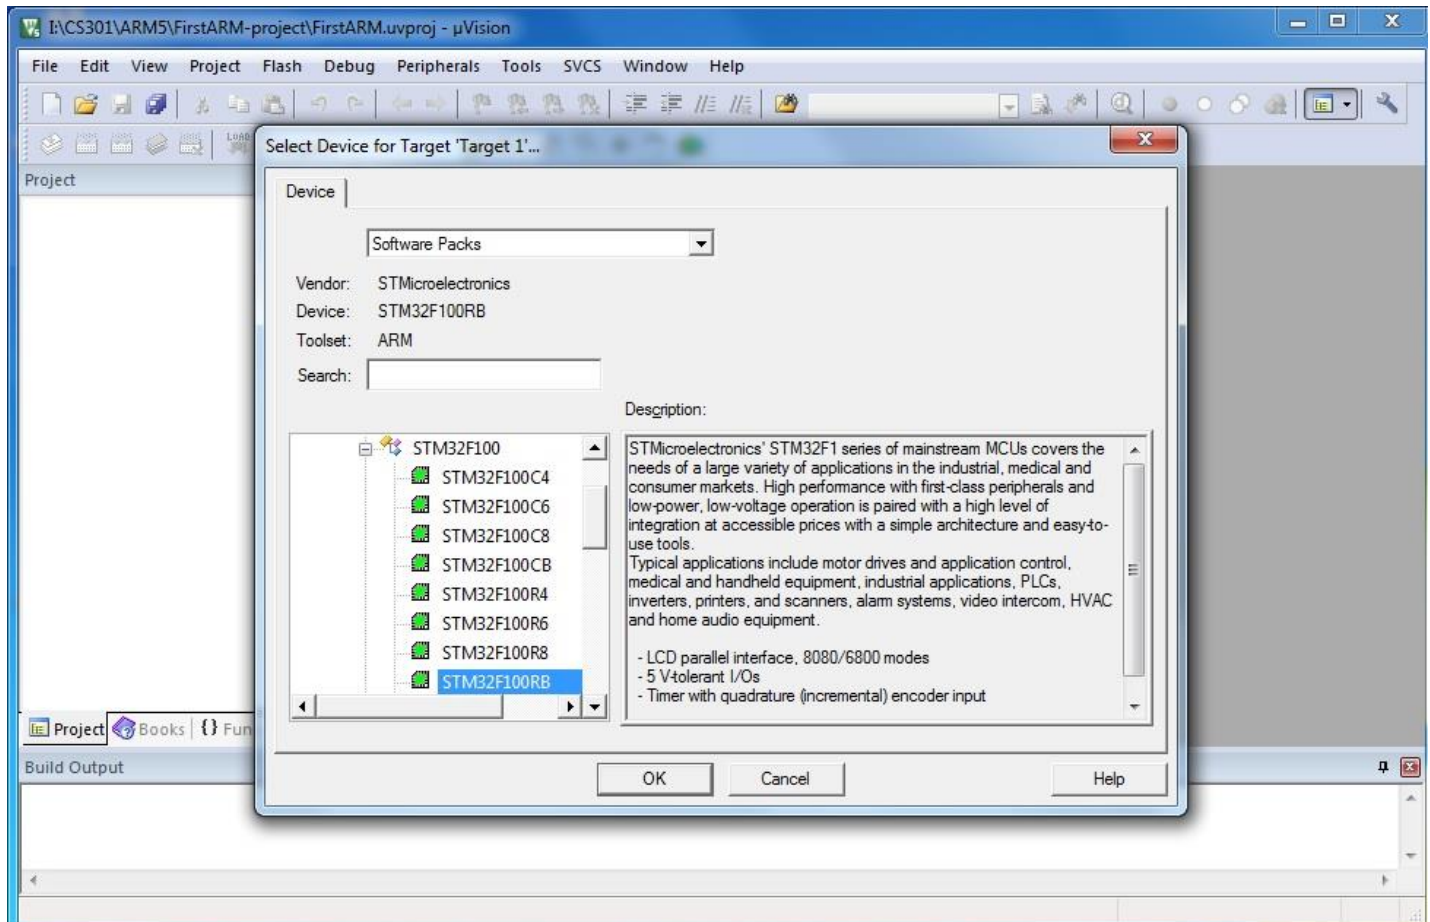 I:\CS301\ARM5\FirstARM-project\FirstARM.uvproj - µVision
File Edit View Project Flash Debug Peripherals Tools SVCS Window Help
LOAD
Select Device for Target 'Target 1'...
Project
Device
Software Packs
Vendor: STMicroelectronics
Device: STM32F100RB
Toolset: ARM
Search:
STM32F100
STM32F100C4
STM32F100C6
STM32F100C8
STM32F100CB
STM32F100R4
STM32F100R6
STM32F100R8
STM32F100RB
Description:
STMicroelectronics' STM32F1 series of mainstream MCUs covers the
needs of a large variety of applications in the industrial, medical and
consumer markets. High performance with first-class peripherals and
low-power, low-voltage operation is paired with a high level of
integration at accessible prices with a simple architecture and easy-to-
use tools.
Typical applications include motor drives and application control,
medical and handheld equipment, industrial applications, PLCs,
inverters, printers, and scanners, alarm systems, video intercom, HVAC
and home audio equipment.
- LCD parallel interface, 8080/6800 modes
- 5 V-tolerant I/Os
- Timer with quadrature (incremental) encoder input
Project Books {} Fun
OK Cancel Help
Build Output